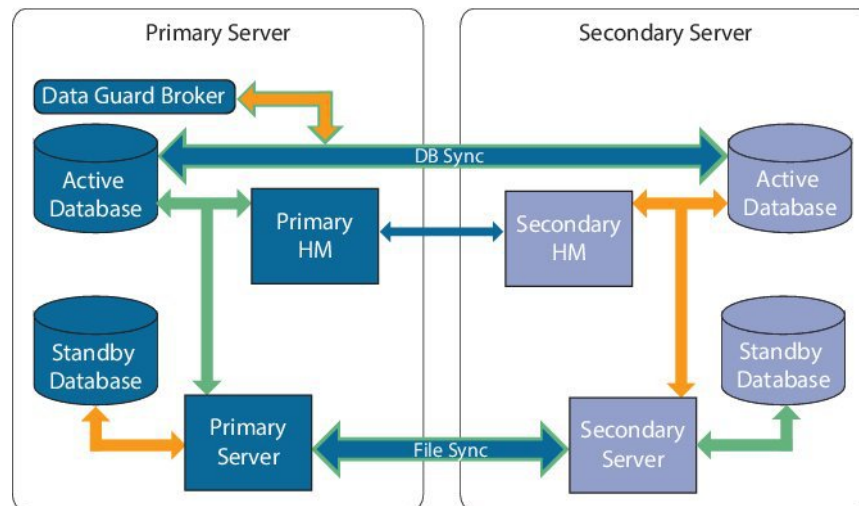 Primary Server
Secondary Server
Data Guard Broker
DB Sync
Active
Database
Active
Database
Primary
HM
Secondary
HM
Standby
Database
Standby
Database
Primary
Server
File Sync
Secondary
Server